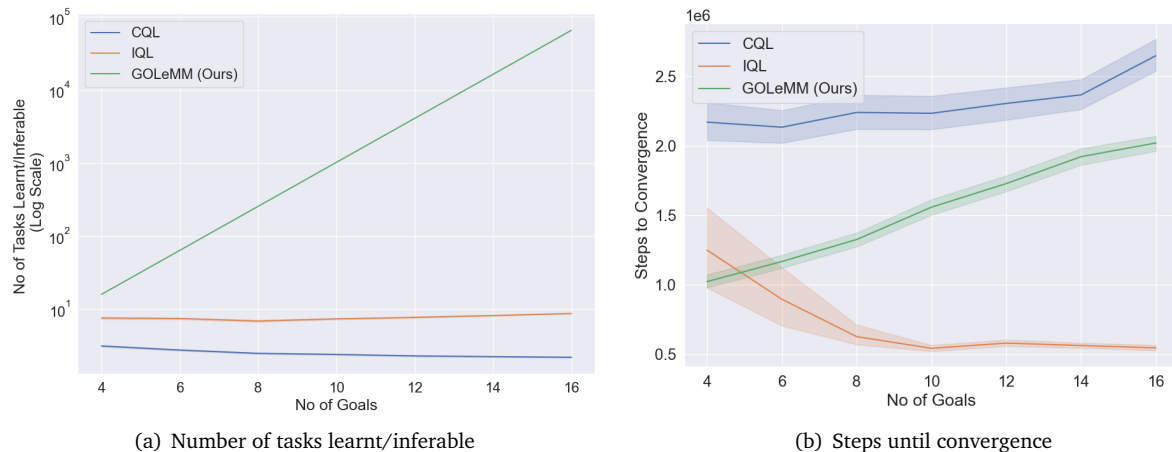 10^5
10^4
10^3
10^2
10^1
No of Tasks Learnt/Inferable
(Log Scale)
CQL
IQL
GOLeMM (Ours)
4 6 8 10 12 14 16
No of Goals
(a) Number of tasks learnt/inferable
1e6
2.5
2.0
1.5
1.0
0.5
Steps to Convergence
CQL
IQL
GOLeMM (Ours)
4 6 8 10 12 14 16
No of Goals
(b) Steps until convergence